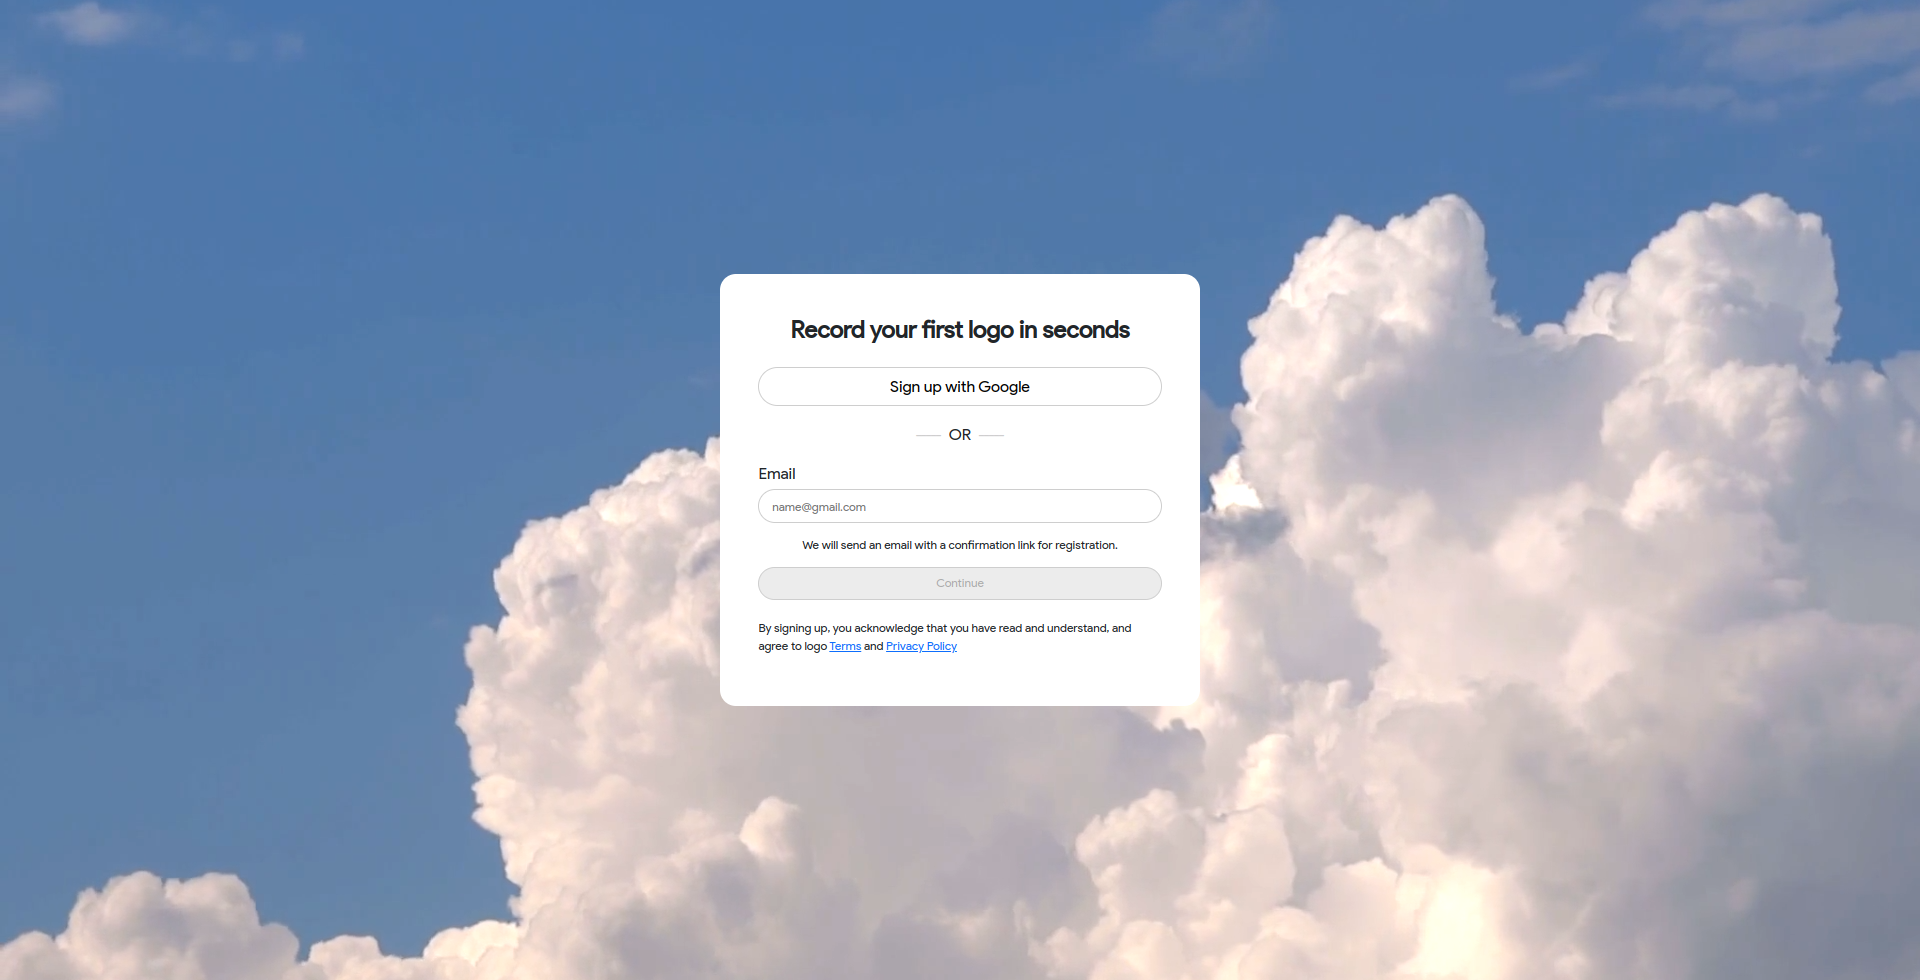 Record your first logo in seconds
Sign up with Google
OR
Email
name@gmail.com
We will send an email with a confirmation link for registration.
Continue
By signing up, you acknowledge that you have read and understand, and
agree to logo Terms and Privacy Policy